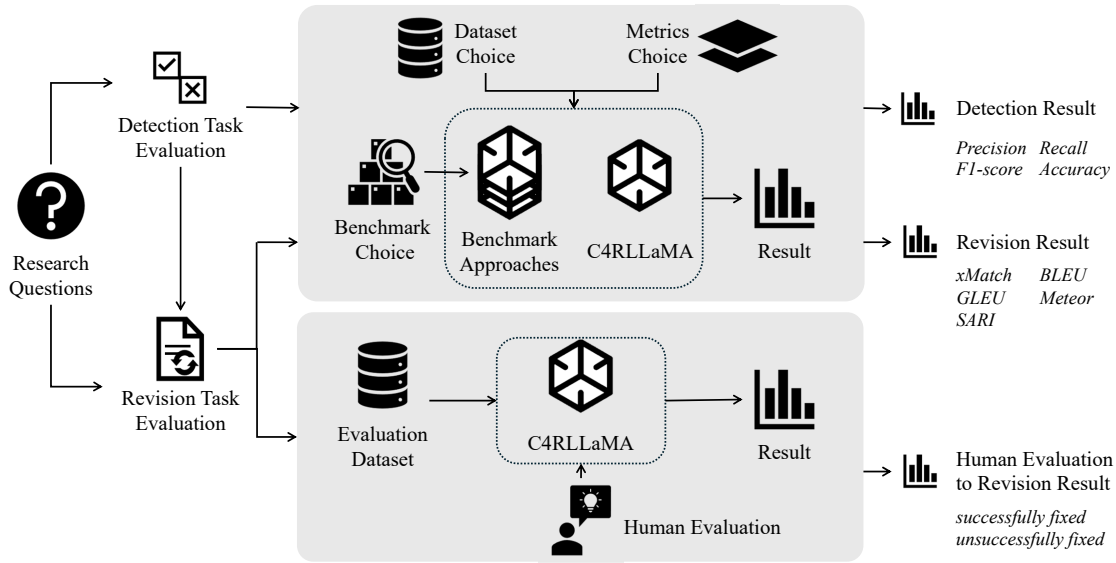 Research
Questions
Detection Task
Evaluation
Revision Task
Evaluation
Dataset
Choice
Metrics
Choice
Benchmark
Choice
Benchmark
Approaches
C4RLLaMA
Result
Evaluation
Dataset
C4RLLaMA
Human Evaluation
Result
Detection Result
Precision Recall
F1-score Accuracy
Revision Result
xMatch BLEU
GLEU Meteor
SARI
Human Evaluation
to Revision Result
successfully fixed
unsuccessfully fixed